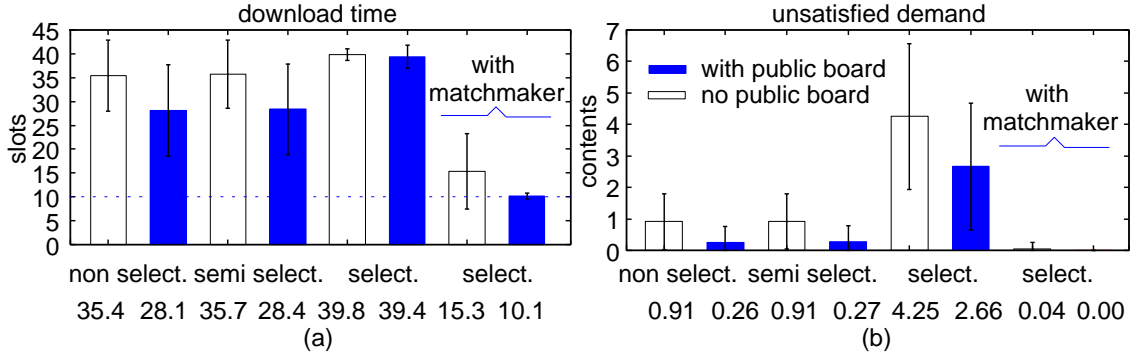 download time
45
40
35
30
25
20
15
10
5
0
slots
with
matchmaker
non select. semi select. select. select.
35.4 28.1 35.7 28.4 39.8 39.4 15.3 10.1
(a)
unsatisfied demand
7
6
5
4
3
2
1
0
contents
with public board
no public board
with
matchmaker
non select. semi select. select. select.
0.91 0.26 0.91 0.27 4.25 2.66 0.04 0.00
(b)